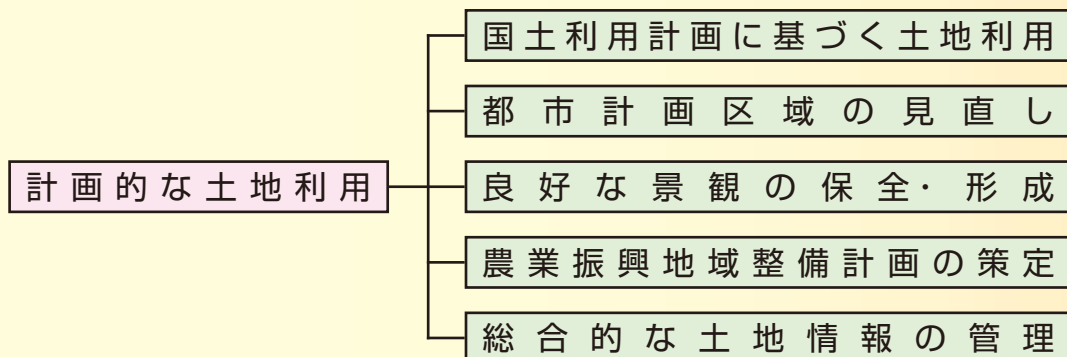 計画的な土地利用
国土利用計画に基づく土地利用
都市計画区域の見直し
良好な景観の保全・形成
農業振興地域整備計画の策定
総合的な土地情報の管理